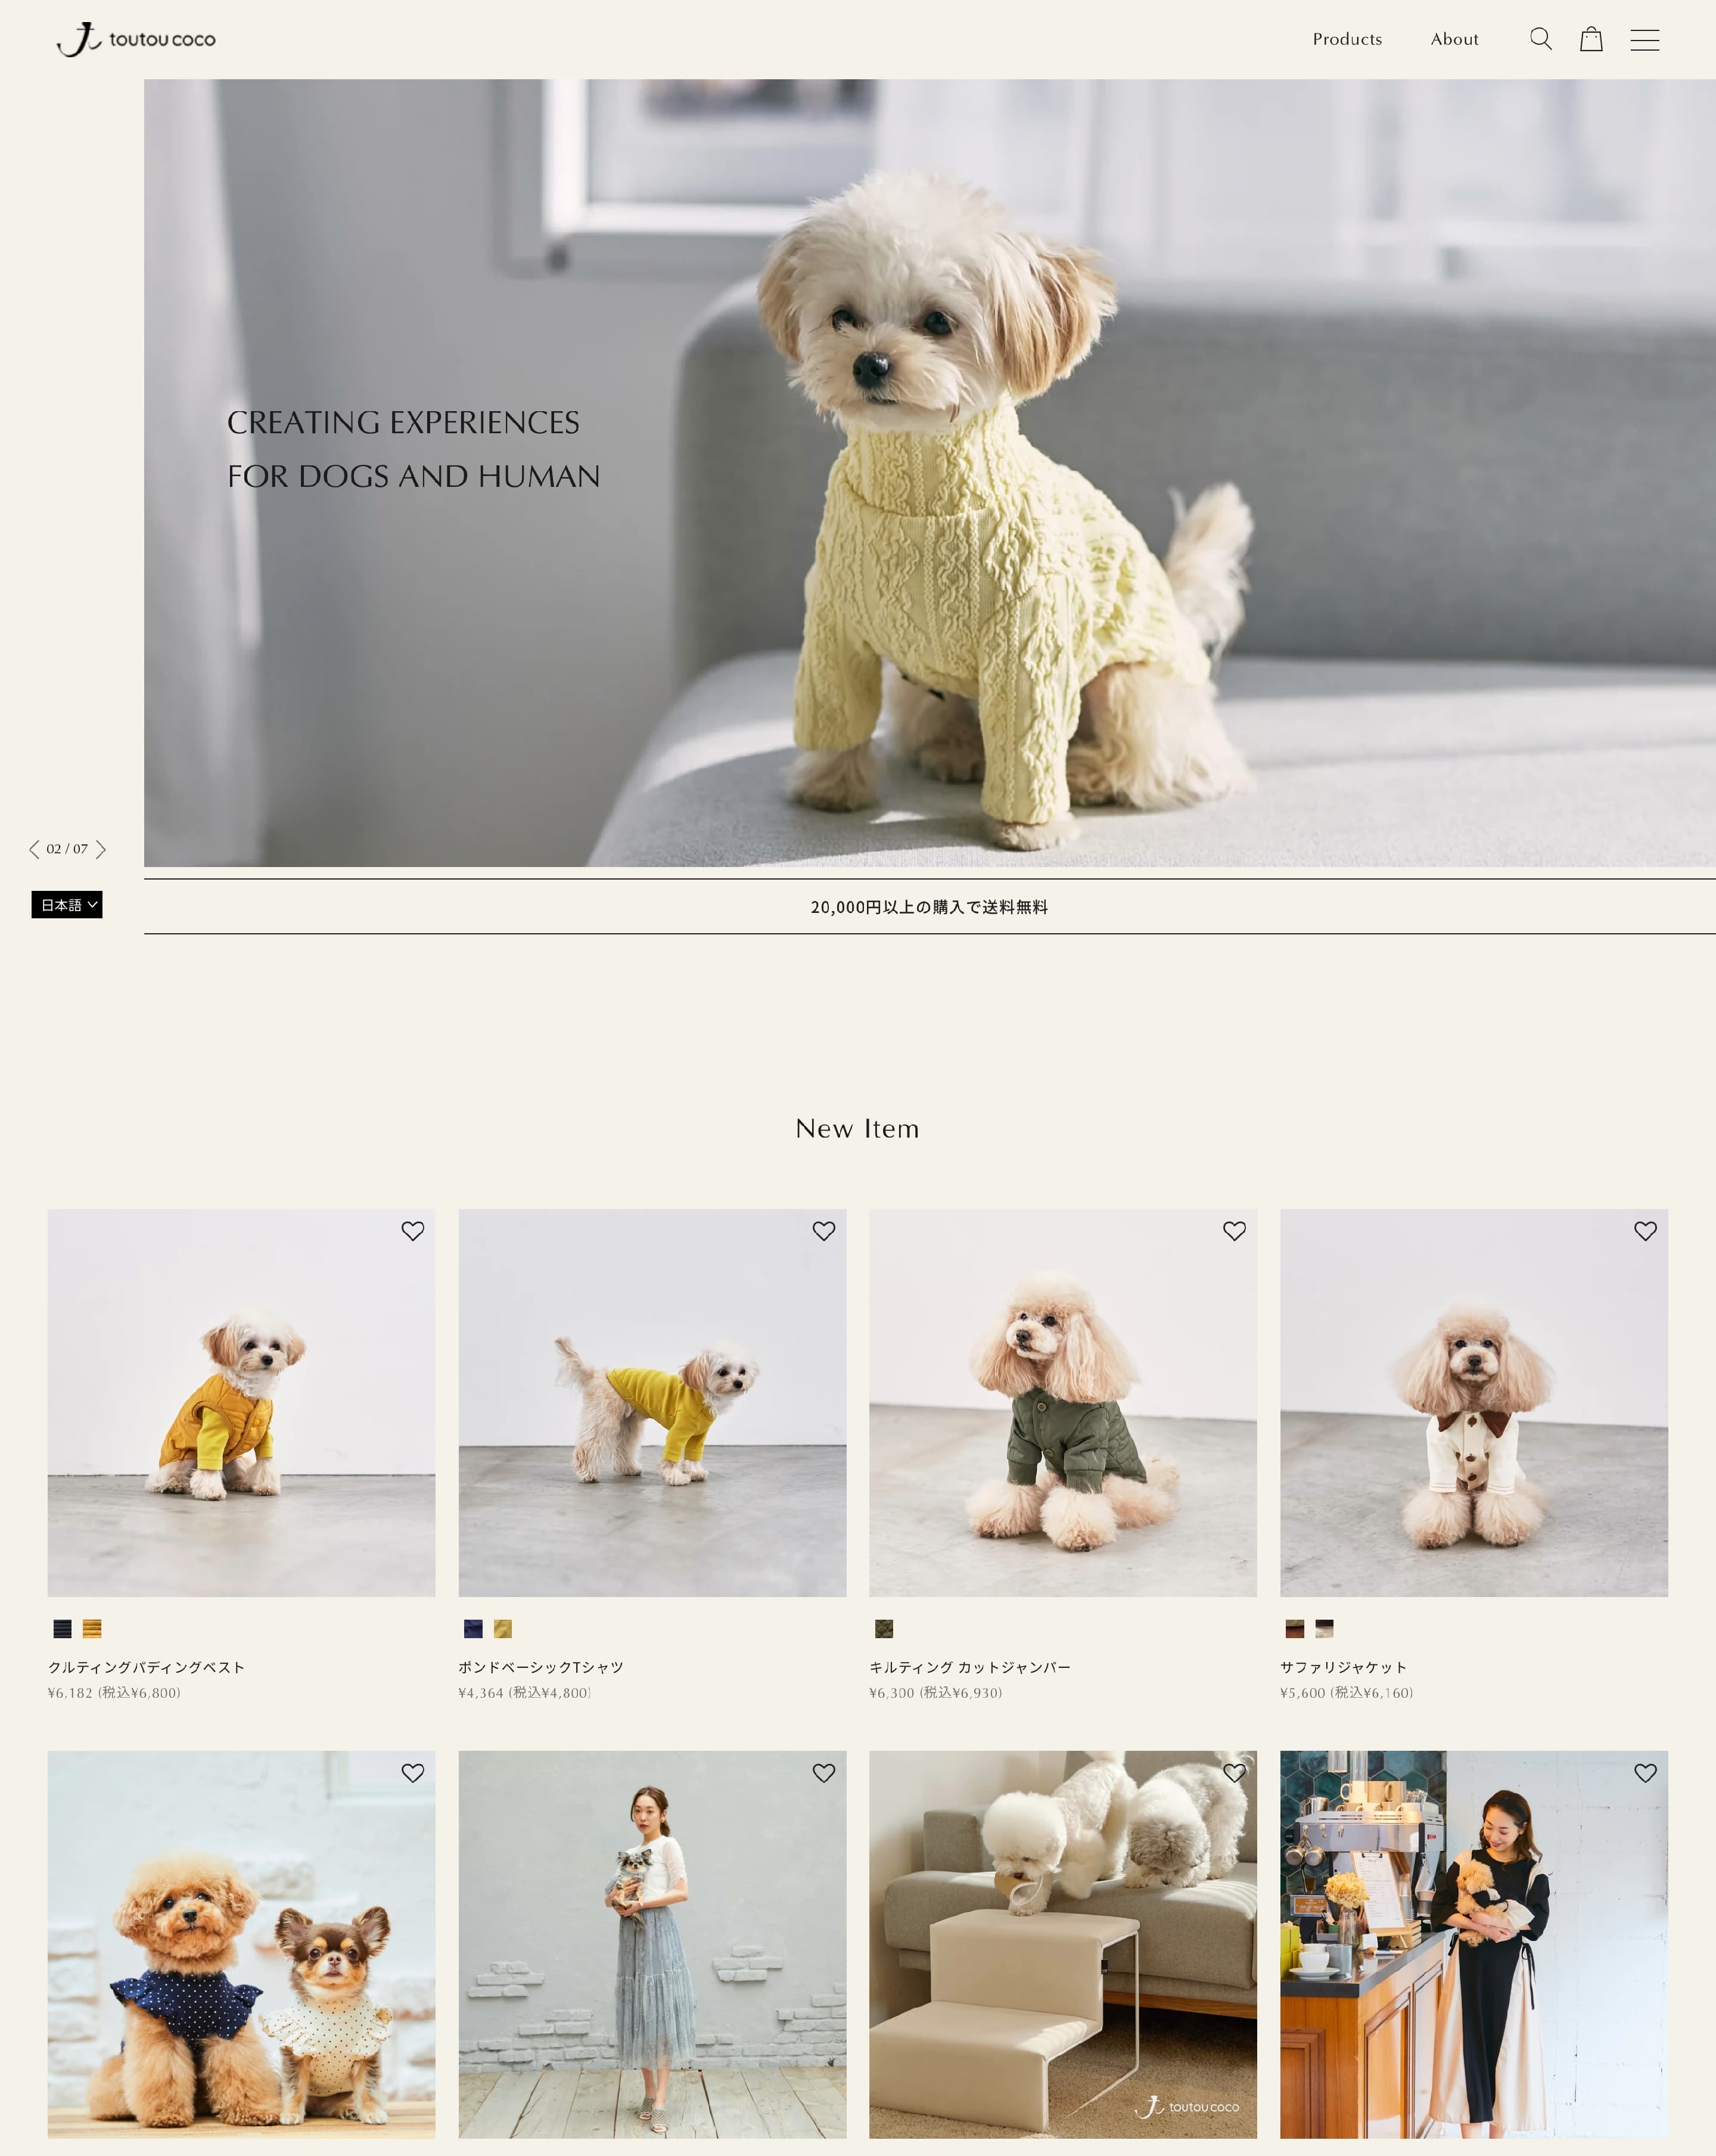 toutou coco
Products
About
CREATING EXPERIENCES
FOR DOGS AND HUMAN
02 / 07
日本語
20,000円以上の購入で送料無料
New Item
クルティングパディングベスト
¥6,182 (税込¥6,800)
ボンドベーシックTシャツ
¥4,364 (税込¥4,800)
キルティング カットジャンバー
¥6,300 (税込¥6,930)
サファリジャケット
¥5,600 (税込¥6,160)
toutou coco